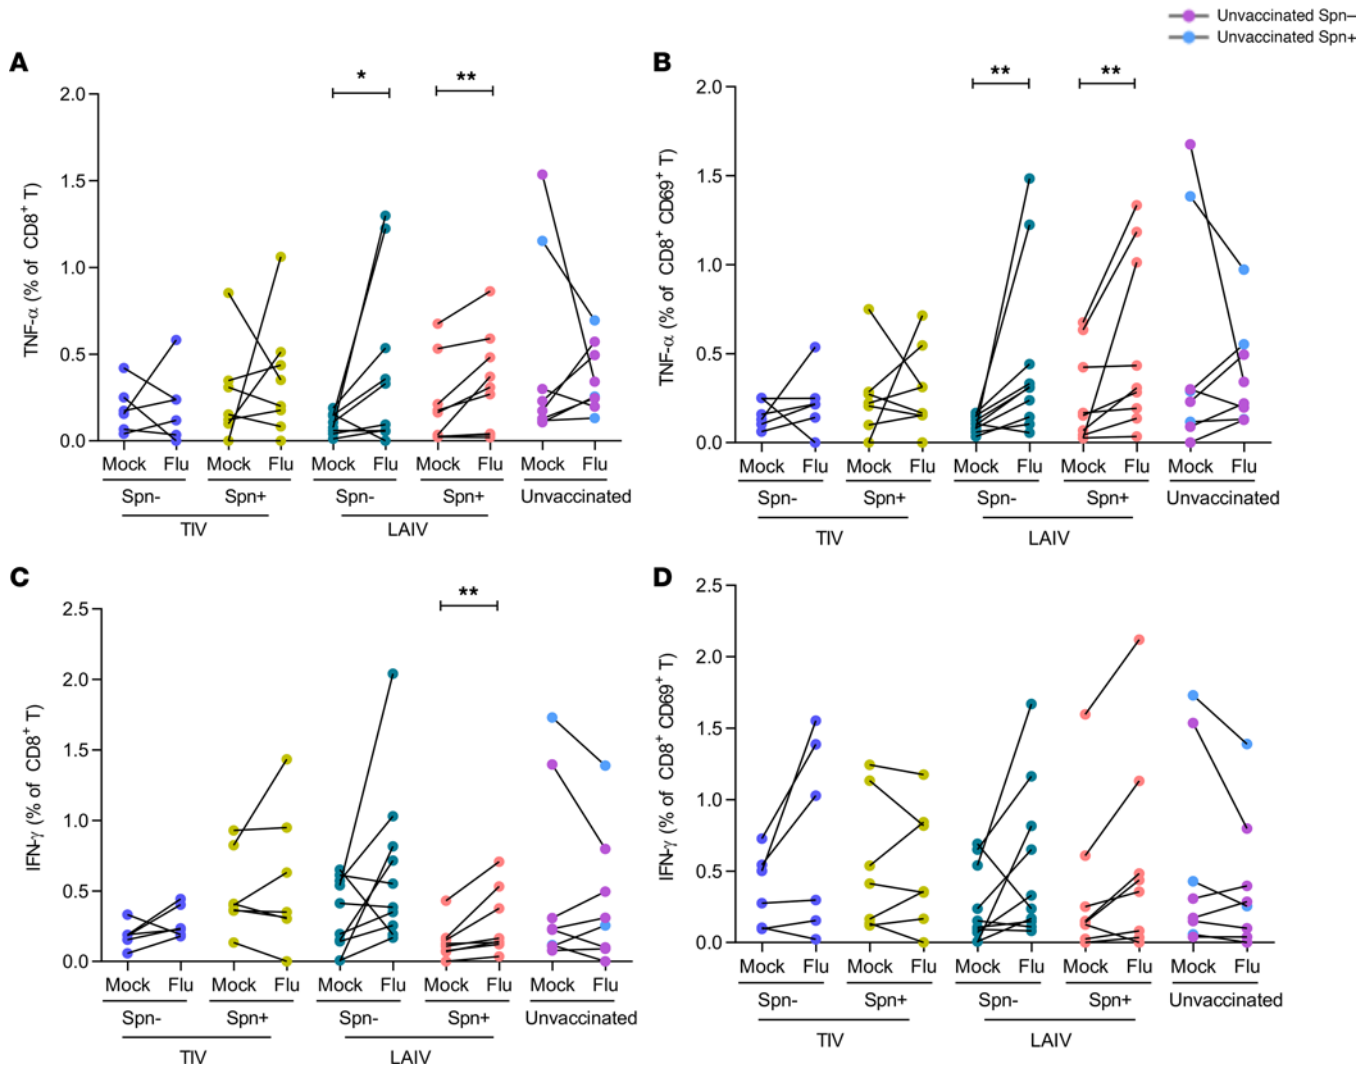 Unvaccinated Spn–
Unvaccinated Spn+
A
* **
2.0
1.5
1.0
0.5
0.0
TNF-α (% of CD8+ T)
Mock Flu Mock Flu Mock Flu Mock Flu Mock Flu
Spn- Spn+ Spn- Spn+ Unvaccinated
TIV LAIV
B
** **
2.0
1.5
1.0
0.5
0.0
TNF-α (% of CD8+ CD69+ T)
Mock Flu Mock Flu Mock Flu Mock Flu Mock Flu
Spn- Spn+ Spn- Spn+ Unvaccinated
TIV LAIV
C
**
2.5
2.0
1.5
1.0
0.5
0.0
IFN-γ (% of CD8+ T)
Mock Flu Mock Flu Mock Flu Mock Flu Mock Flu
Spn- Spn+ Spn- Spn+ Unvaccinated
TIV LAIV
D
2.5
2.0
1.5
1.0
0.5
0.0
IFN-γ (% of CD8+ CD69+ T)
Mock Flu Mock Flu Mock Flu Mock Flu Mock Flu
Spn- Spn+ Spn- Spn+ Unvaccinated
TIV LAIV